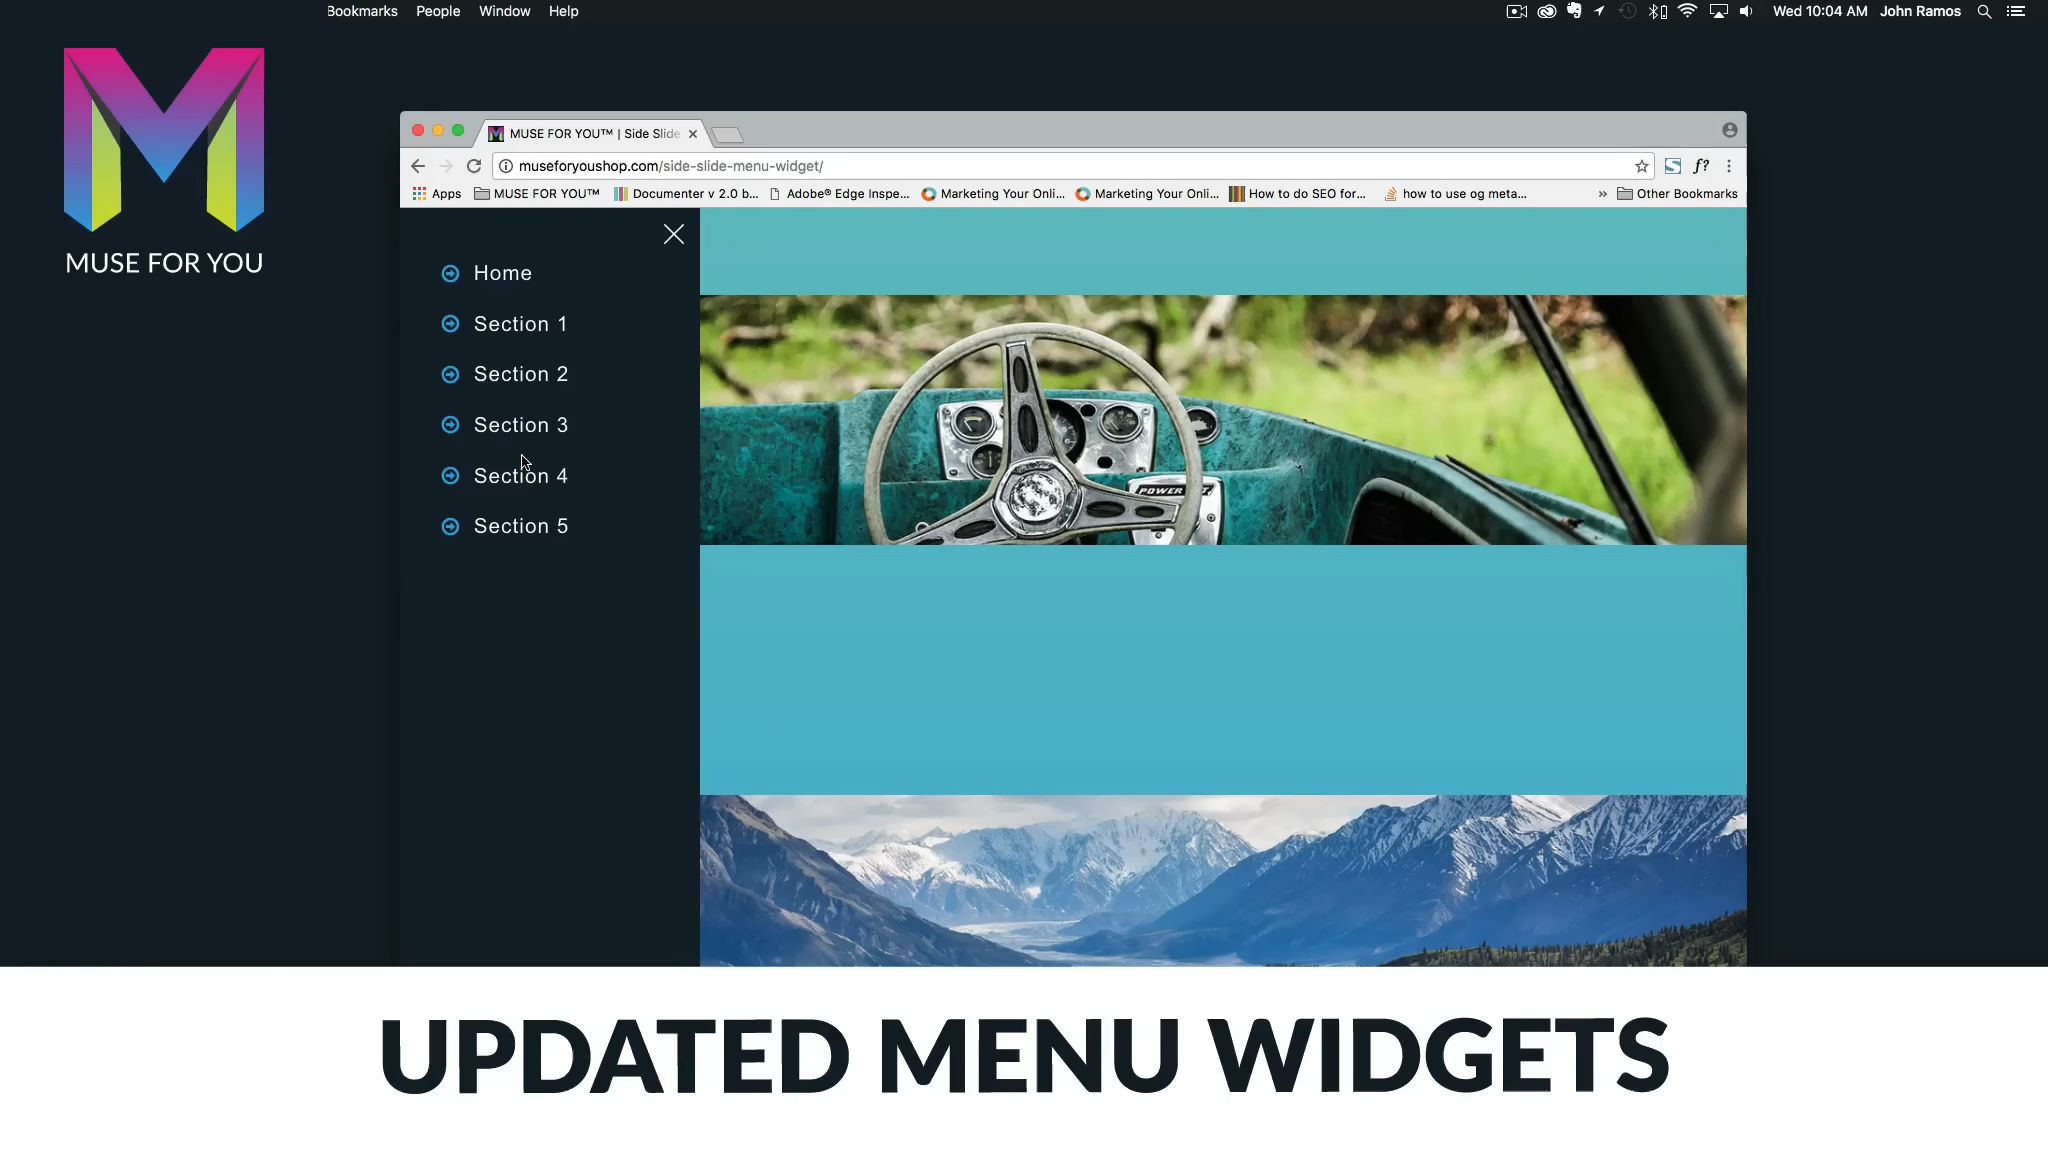 Bookmarks People Window Help
Wed 10:04 AM John Ramos
MUSE FOR YOU
MUSE FOR YOU™ | Side Slide
museforyoushop.com/side-slide-menu-widget/
f?
Apps MUSE FOR YOU™ Documenter v 2.0 b... Adobe® Edge Inspe... Marketing Your Onli... Marketing Your Onli... How to do SEO for... how to use og meta... » Other Bookmarks
Home
Section 1
Section 2
Section 3
Section 4
Section 5
POWER
UPDATED MENU WIDGETS